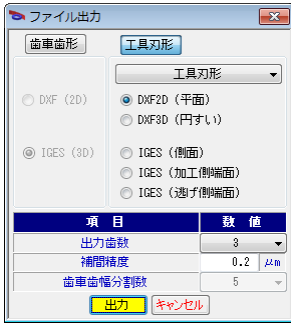 ファイル出力
歯車歯形 工具刃形
工具刃形
DXF (2D) DXF2D (平面)
DXF3D (円すい)
IGES (3D) IGES (側面)
IGES (加工側端面)
IGES (逃げ側端面)
項 目 数 値
出力歯数 3
補間精度 0.2 μm
歯車歯幅分割数 5
出力 キャンセル